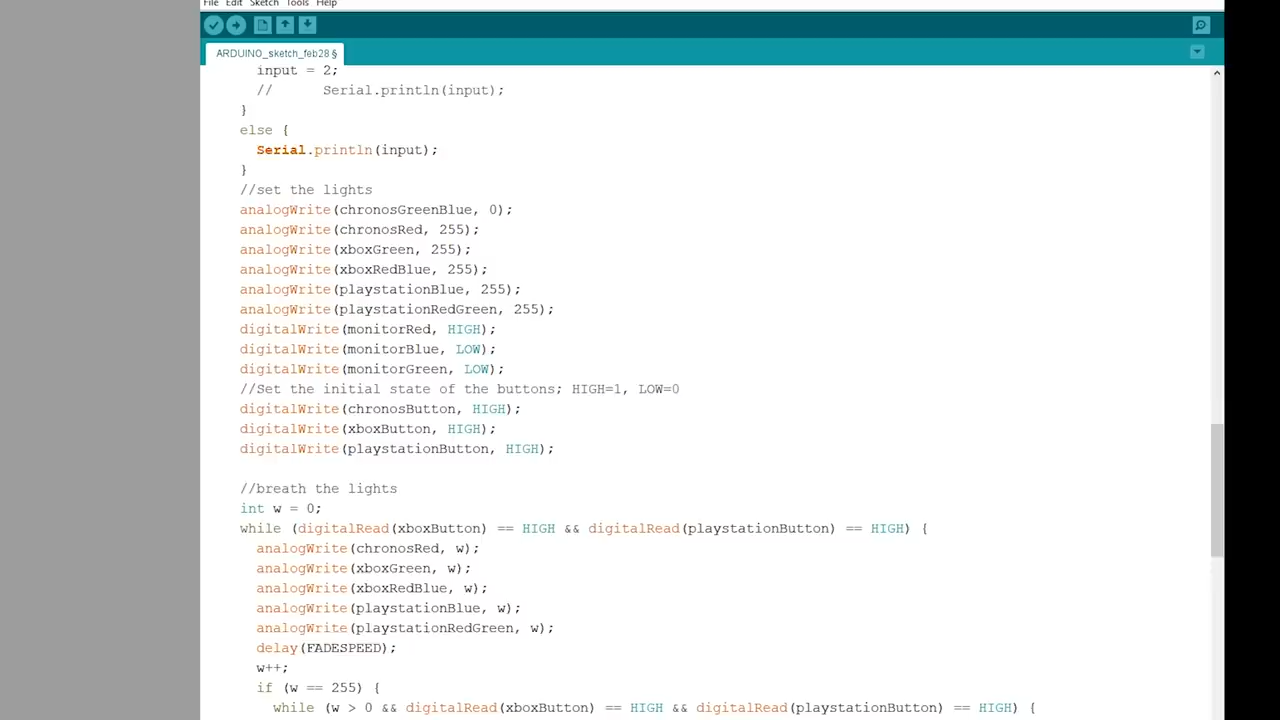 File Edit Sketch Tools Help
ARDUINO_sketch_feb28 §
input = 2;
// Serial.println(input);
}
else {
Serial.println(input);
}
//set the lights
analogWrite(chronosGreenBlue, 0);
analogWrite(chronosRed, 255);
analogWrite(xboxGreen, 255);
analogWrite(xboxRedBlue, 255);
analogWrite(playstationBlue, 255);
analogWrite(playstationRedGreen, 255);
digitalWrite(monitorRed, HIGH);
digitalWrite(monitorBlue, LOW);
digitalWrite(monitorGreen, LOW);
//Set the initial state of the buttons; HIGH=1, LOW=0
digitalWrite(chronosButton, HIGH);
digitalWrite(xboxButton, HIGH);
digitalWrite(playstationButton, HIGH);
//breath the lights
int w = 0;
while (digitalRead(xboxButton) == HIGH && digitalRead(playstationButton) == HIGH) {
analogWrite(chronosRed, w);
analogWrite(xboxGreen, w);
analogWrite(xboxRedBlue, w);
analogWrite(playstationBlue, w);
analogWrite(playstationRedGreen, w);
delay(FADESPEED);
w++;
if (w == 255) {
while (w > 0 && digitalRead(xboxButton) == HIGH && digitalRead(playstationButton) == HIGH) {